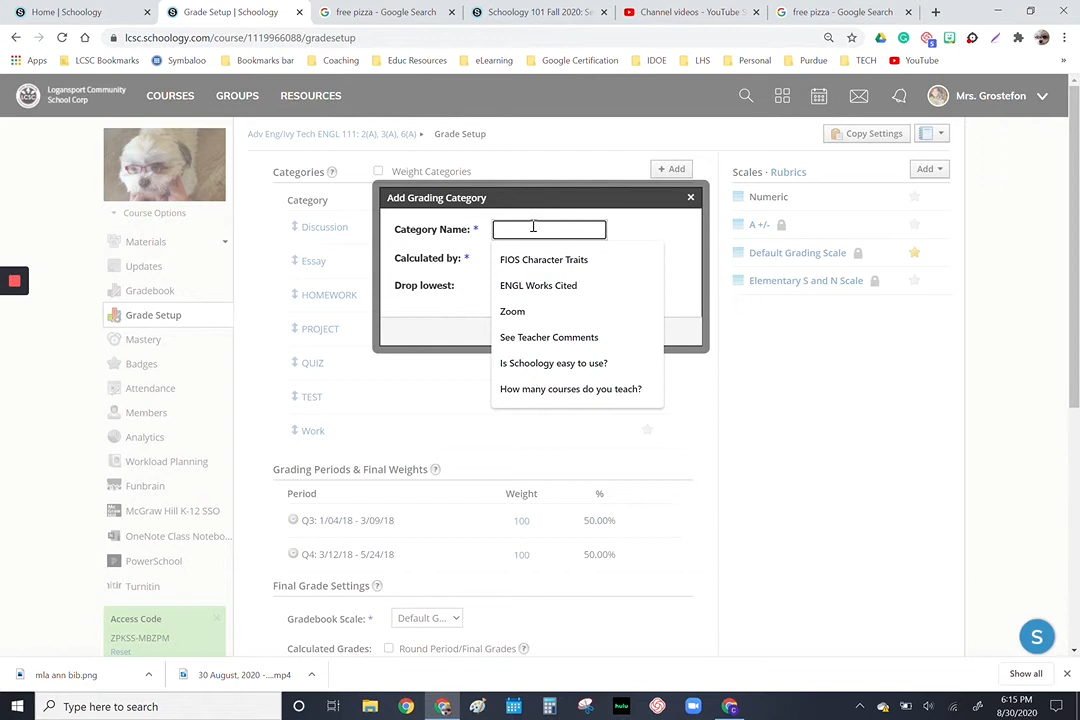 Home | Schoology
Grade Setup | Schoology
free pizza - Google Search
Schoology 101 Fall 2020: Se
Channel videos - YouTube S
free pizza - Google Search
lcsc.schoology.com/course/1119966088/gradesetup
Apps
LCSC Bookmarks
Symbaloo
Bookmarks bar
Coaching
Educ Resources
eLearning
Google Certification
IDOE
LHS
Personal
Purdue
TECH
YouTube
»
Logansport Community
School Corp
COURSES
GROUPS
RESOURCES
Mrs. Grostefon
Adv Eng/Ivy Tech ENGL 111: 2(A), 3(A), 6(A) ▸ Grade Setup
Copy Settings
Course Options
Materials
Updates
Gradebook
Grade Setup
Mastery
Badges
Attendance
Members
Analytics
Workload Planning
Funbrain
McGraw Hill K-12 SSO
OneNote Class Notebo...
PowerSchool
Turnitin
Access Code
ZPKSS-MBZPM
Reset
Categories ?
Weight Categories
+ Add
Category
Discussion
Essay
HOMEWORK
PROJECT
QUIZ
TEST
Work
Add Grading Category
Category Name: *
Calculated by: *
Drop lowest:
FIOS Character Traits
ENGL Works Cited
Zoom
See Teacher Comments
Is Schoology easy to use?
How many courses do you teach?
Grading Periods & Final Weights ?
Period Weight %
Q3: 1/04/18 - 3/09/18 100 50.00%
Q4: 3/12/18 - 5/24/18 100 50.00%
Final Grade Settings ?
Gradebook Scale: * Default G...
Calculated Grades: Round Period/Final Grades ?
Scales · Rubrics
Add
Numeric
A +/-
Default Grading Scale
Elementary S and N Scale
S
mla ann bib.png
30 August, 2020 -....mp4
Show all
Type here to search
hulu
6:15 PM
8/30/2020